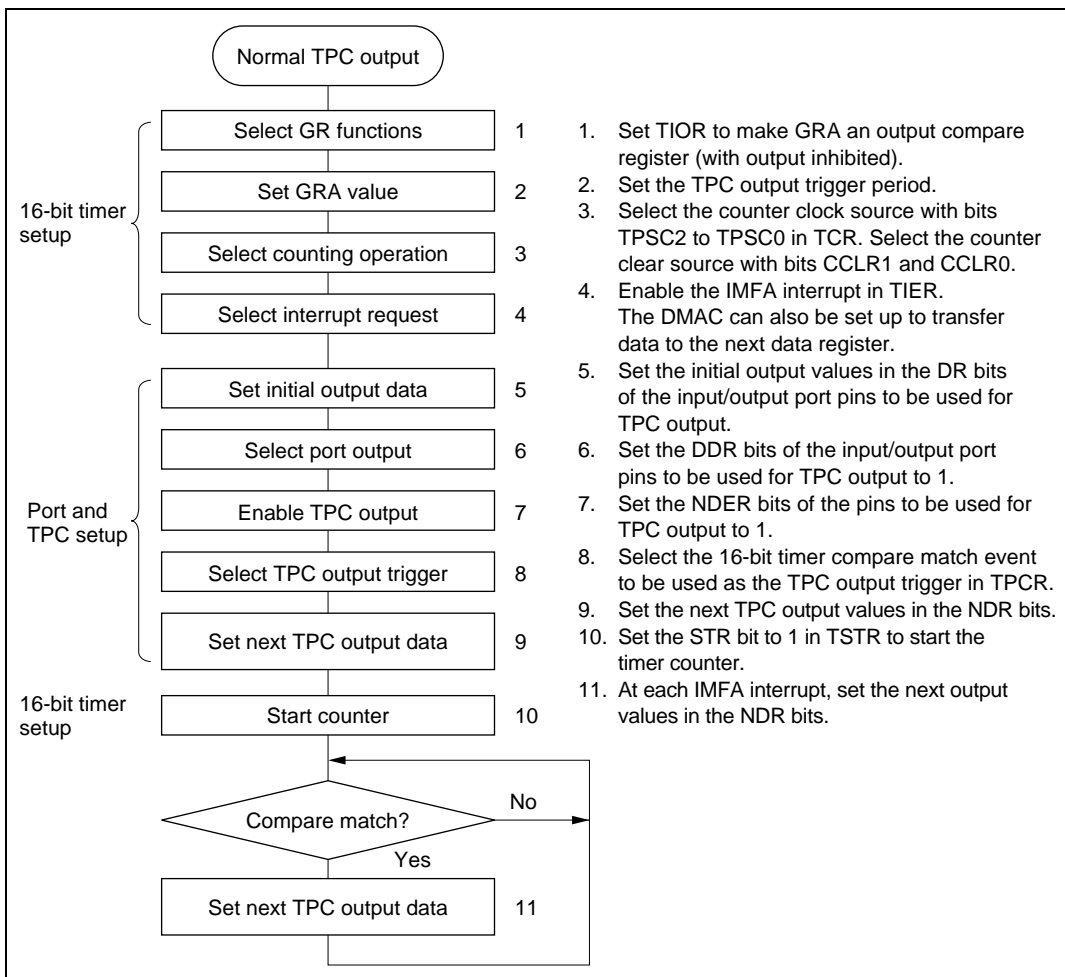 Normal TPC output
16-bit timer
setup
Select GR functions 1
Set GRA value 2
Select counting operation 3
Select interrupt request 4
Port and
TPC setup
Set initial output data 5
Select port output 6
Enable TPC output 7
Select TPC output trigger 8
Set next TPC output data 9
16-bit timer
setup
Start counter 10
Compare match?
No
Yes
Set next TPC output data 11
1. Set TIOR to make GRA an output compare
register (with output inhibited).
2. Set the TPC output trigger period.
3. Select the counter clock source with bits
TPSC2 to TPSC0 in TCR. Select the counter
clear source with bits CCLR1 and CCLR0.
4. Enable the IMFA interrupt in TIER.
The DMAC can also be set up to transfer
data to the next data register.
5. Set the initial output values in the DR bits
of the input/output port pins to be used for
TPC output.
6. Set the DDR bits of the input/output port
pins to be used for TPC output to 1.
7. Set the NDER bits of the pins to be used for
TPC output to 1.
8. Select the 16-bit timer compare match event
to be used as the TPC output trigger in TPCR.
9. Set the next TPC output values in the NDR bits.
10. Set the STR bit to 1 in TSTR to start the
timer counter.
11. At each IMFA interrupt, set the next output
values in the NDR bits.